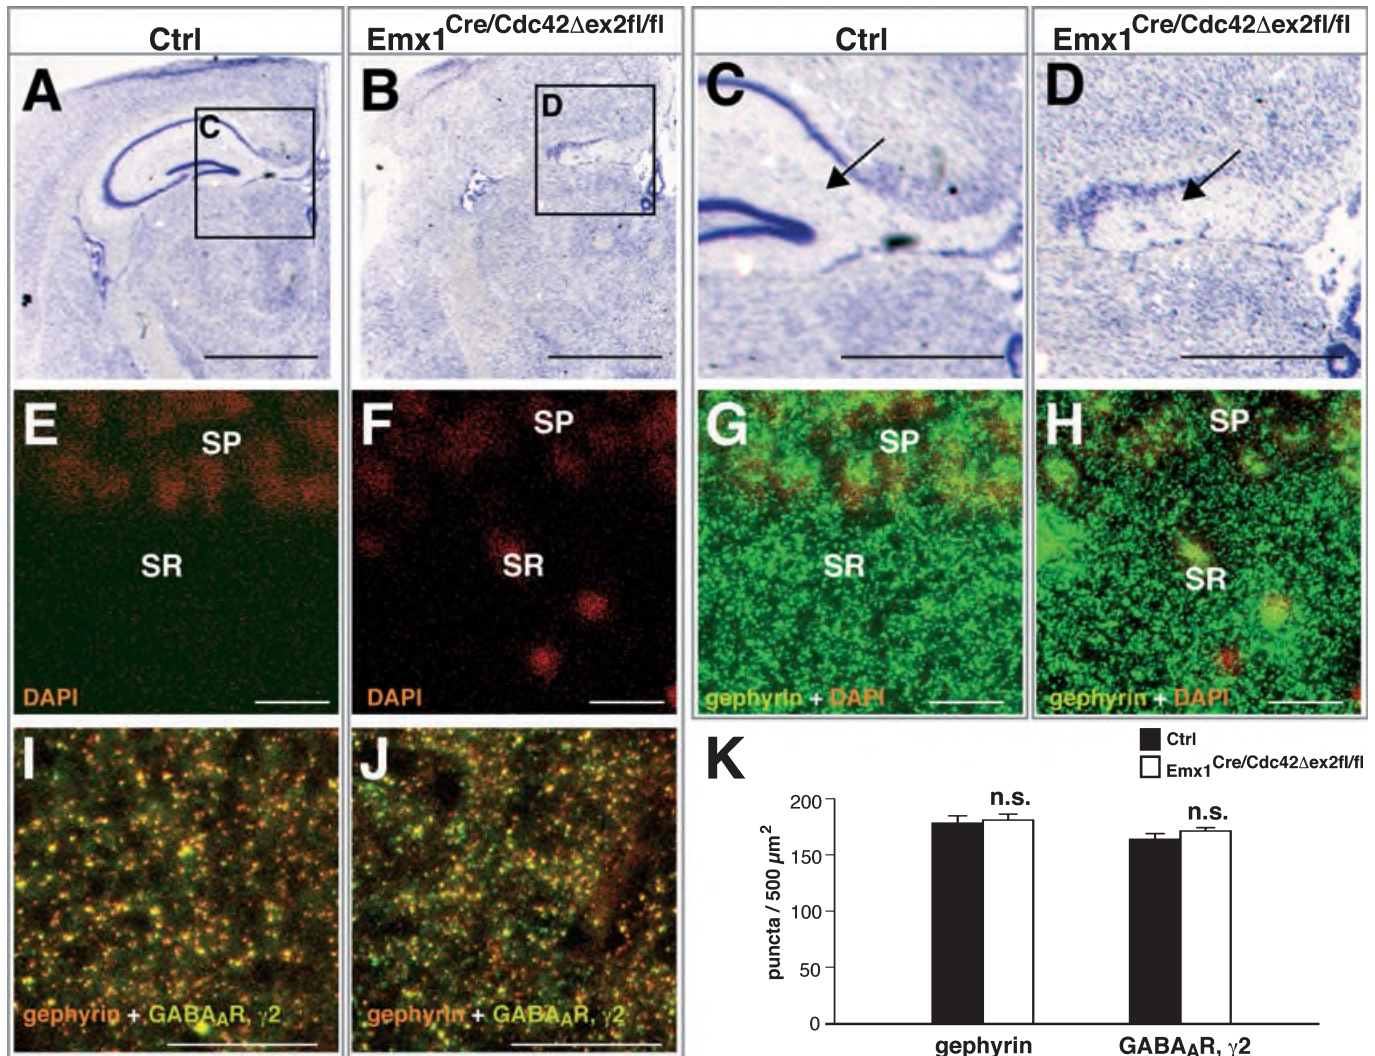 Ctrl
Emx1Cre/Cdc42Δex2fl/fl
Ctrl
Emx1Cre/Cdc42Δex2fl/fl
A
C
B
D
C
D
E
SP
SR
DAPI
F
SP
SR
DAPI
G
SP
SR
gephyrin + DAPI
H
SP
SR
gephyrin + DAPI
I
gephyrin + GABAAR, γ2
J
gephyrin + GABAAR, γ2
K
Ctrl
Emx1Cre/Cdc42Δex2fl/fl
puncta / 500 µm2
200
150
100
50
0
n.s.
n.s.
gephyrin
GABAAR, γ2